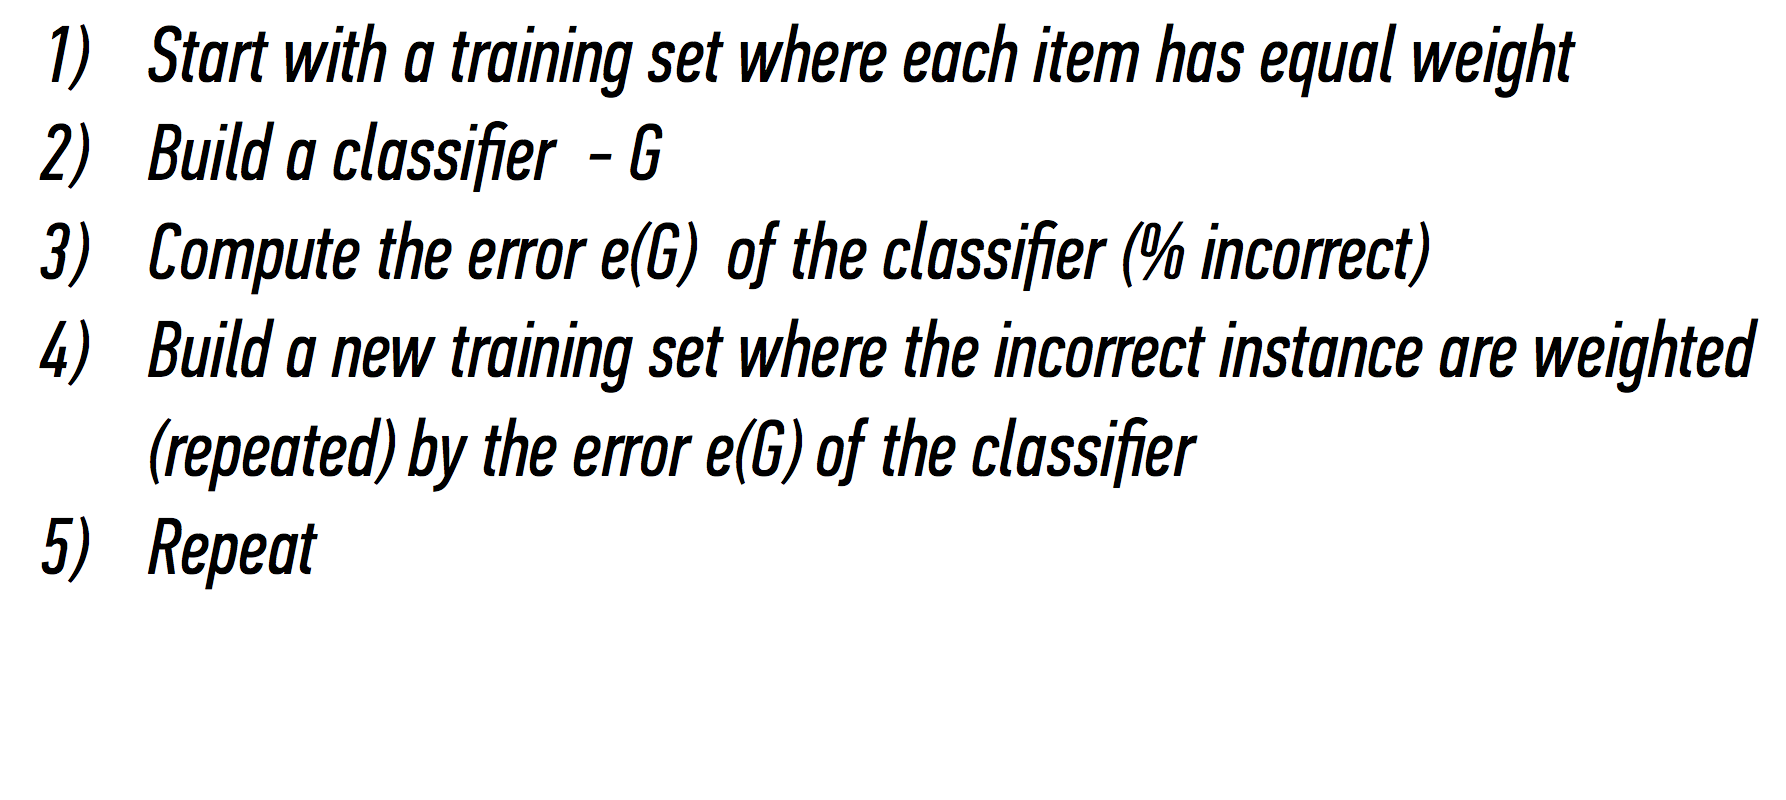 1) Start with a training set where each item has equal weight
2) Build a classifier - G
3) Compute the error e(G) of the classifier (% incorrect)
4) Build a new training set where the incorrect instance are weighted
(repeated) by the error e(G) of the classifier
5) Repeat